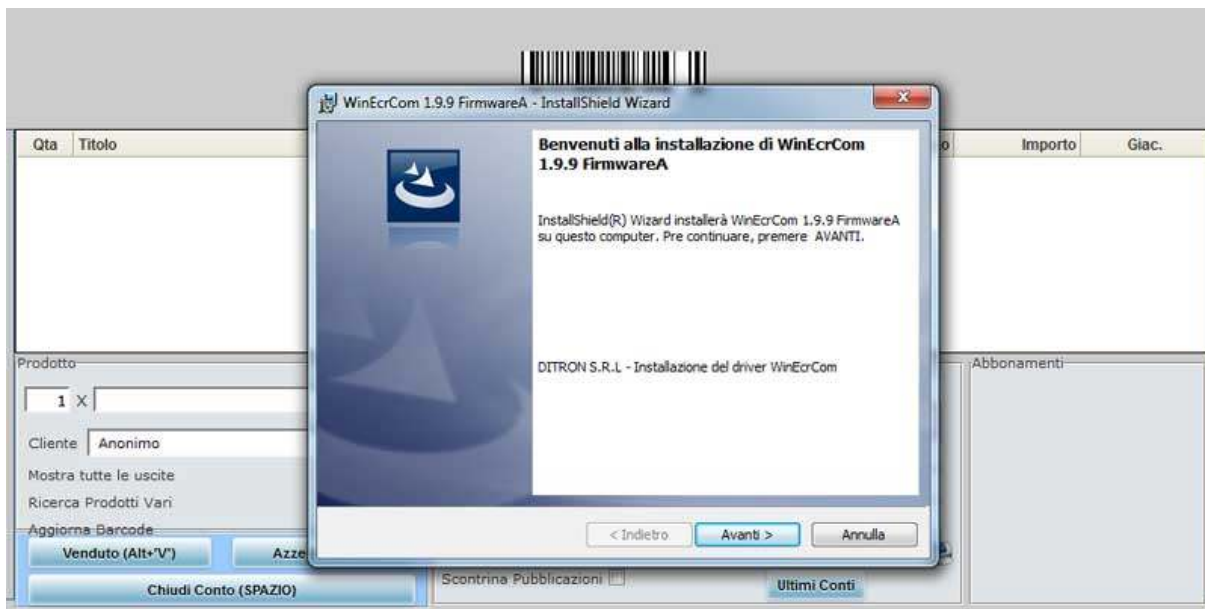 WinEcrCom 1.9.9 FirmwareA - InstallShield Wizard
Qta Titolo Importo Giac.
Benvenuti alla installazione di WinEcrCom
1.9.9 FirmwareA
InstallShield(R) Wizard installerà WinEcrCom 1.9.9 FirmwareA
su questo computer. Pre continuare, premere AVANTI.
DITRON S.R.L - Installazione del driver WinEcrCom
Prodotto
Abbonamenti
1 X
Cliente Anonimo
Mostra tutte le uscite
Ricerca Prodotti Vari
Aggiorna Barcode
< Indietro Avanti > Annulla
Venduto (Alt+'V') Azze
Chiudi Conto (SPAZIO)
Scontrina Pubblicazioni
Ultimi Conti